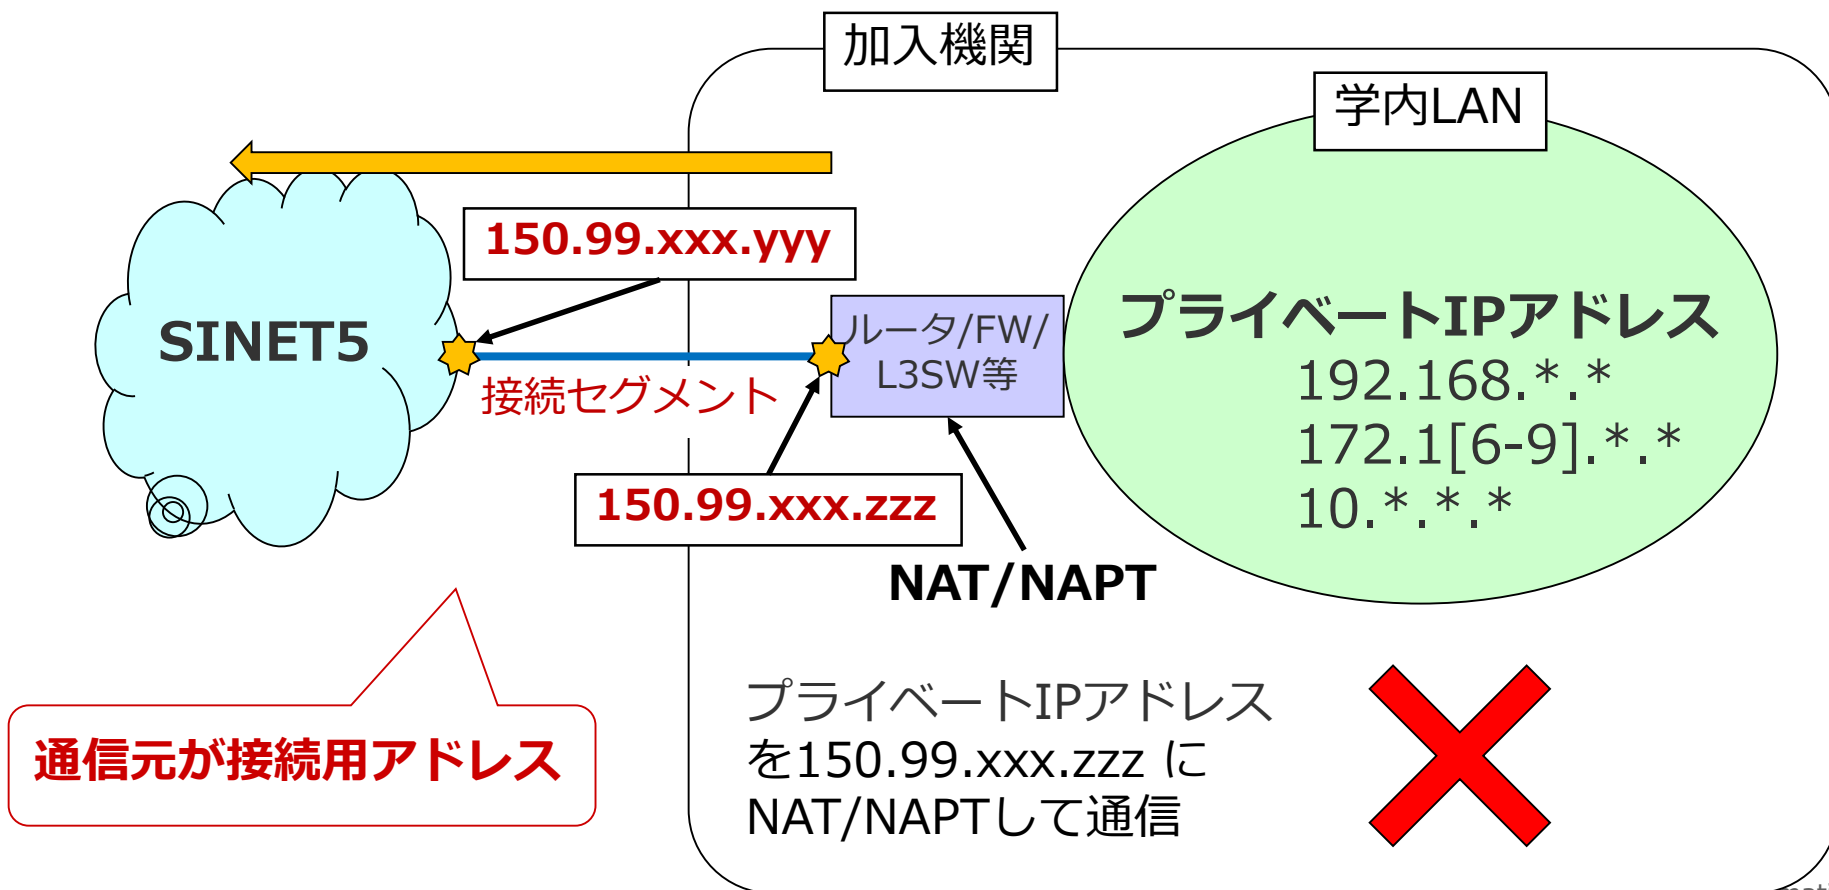 加入機関
学内LAN
150.99.xxx.yyy
SINET5
ルータ/FW/
L3SW等
接続セグメント
プライベートIPアドレス
192.168.*.*
172.1[6-9].*.*
10.*.*.*
150.99.xxx.zzz
NAT/NAPT
通信元が接続用アドレス
プライベートIPアドレス
を150.99.xxx.zzz に
NAT/NAPTして通信